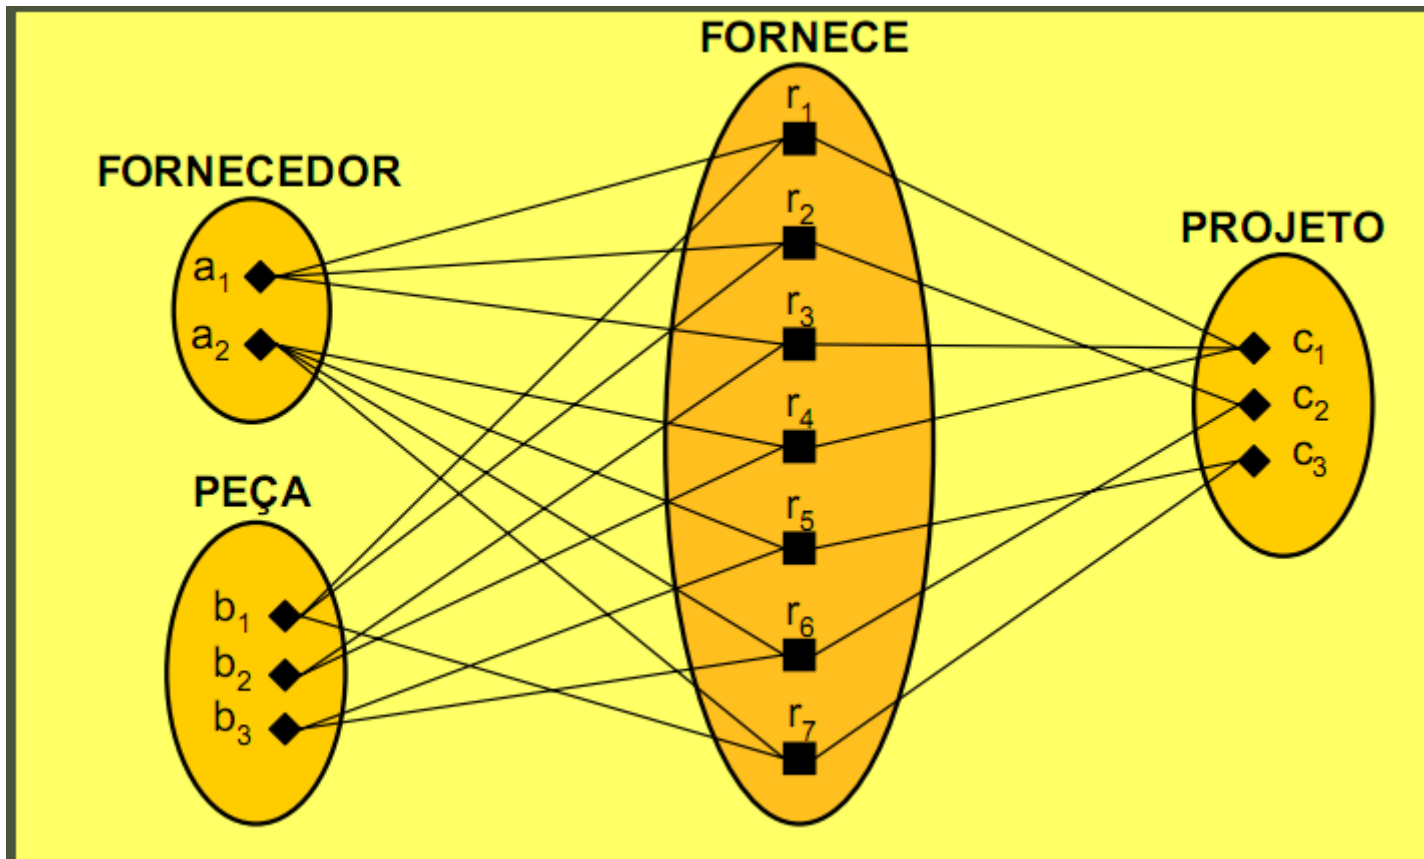 FORNECE
r1
r2
r3
r4
r5
r6
r7
FORNECEDOR
a1
a2
PEÇA
b1
b2
b3
PROJETO
c1
c2
c3